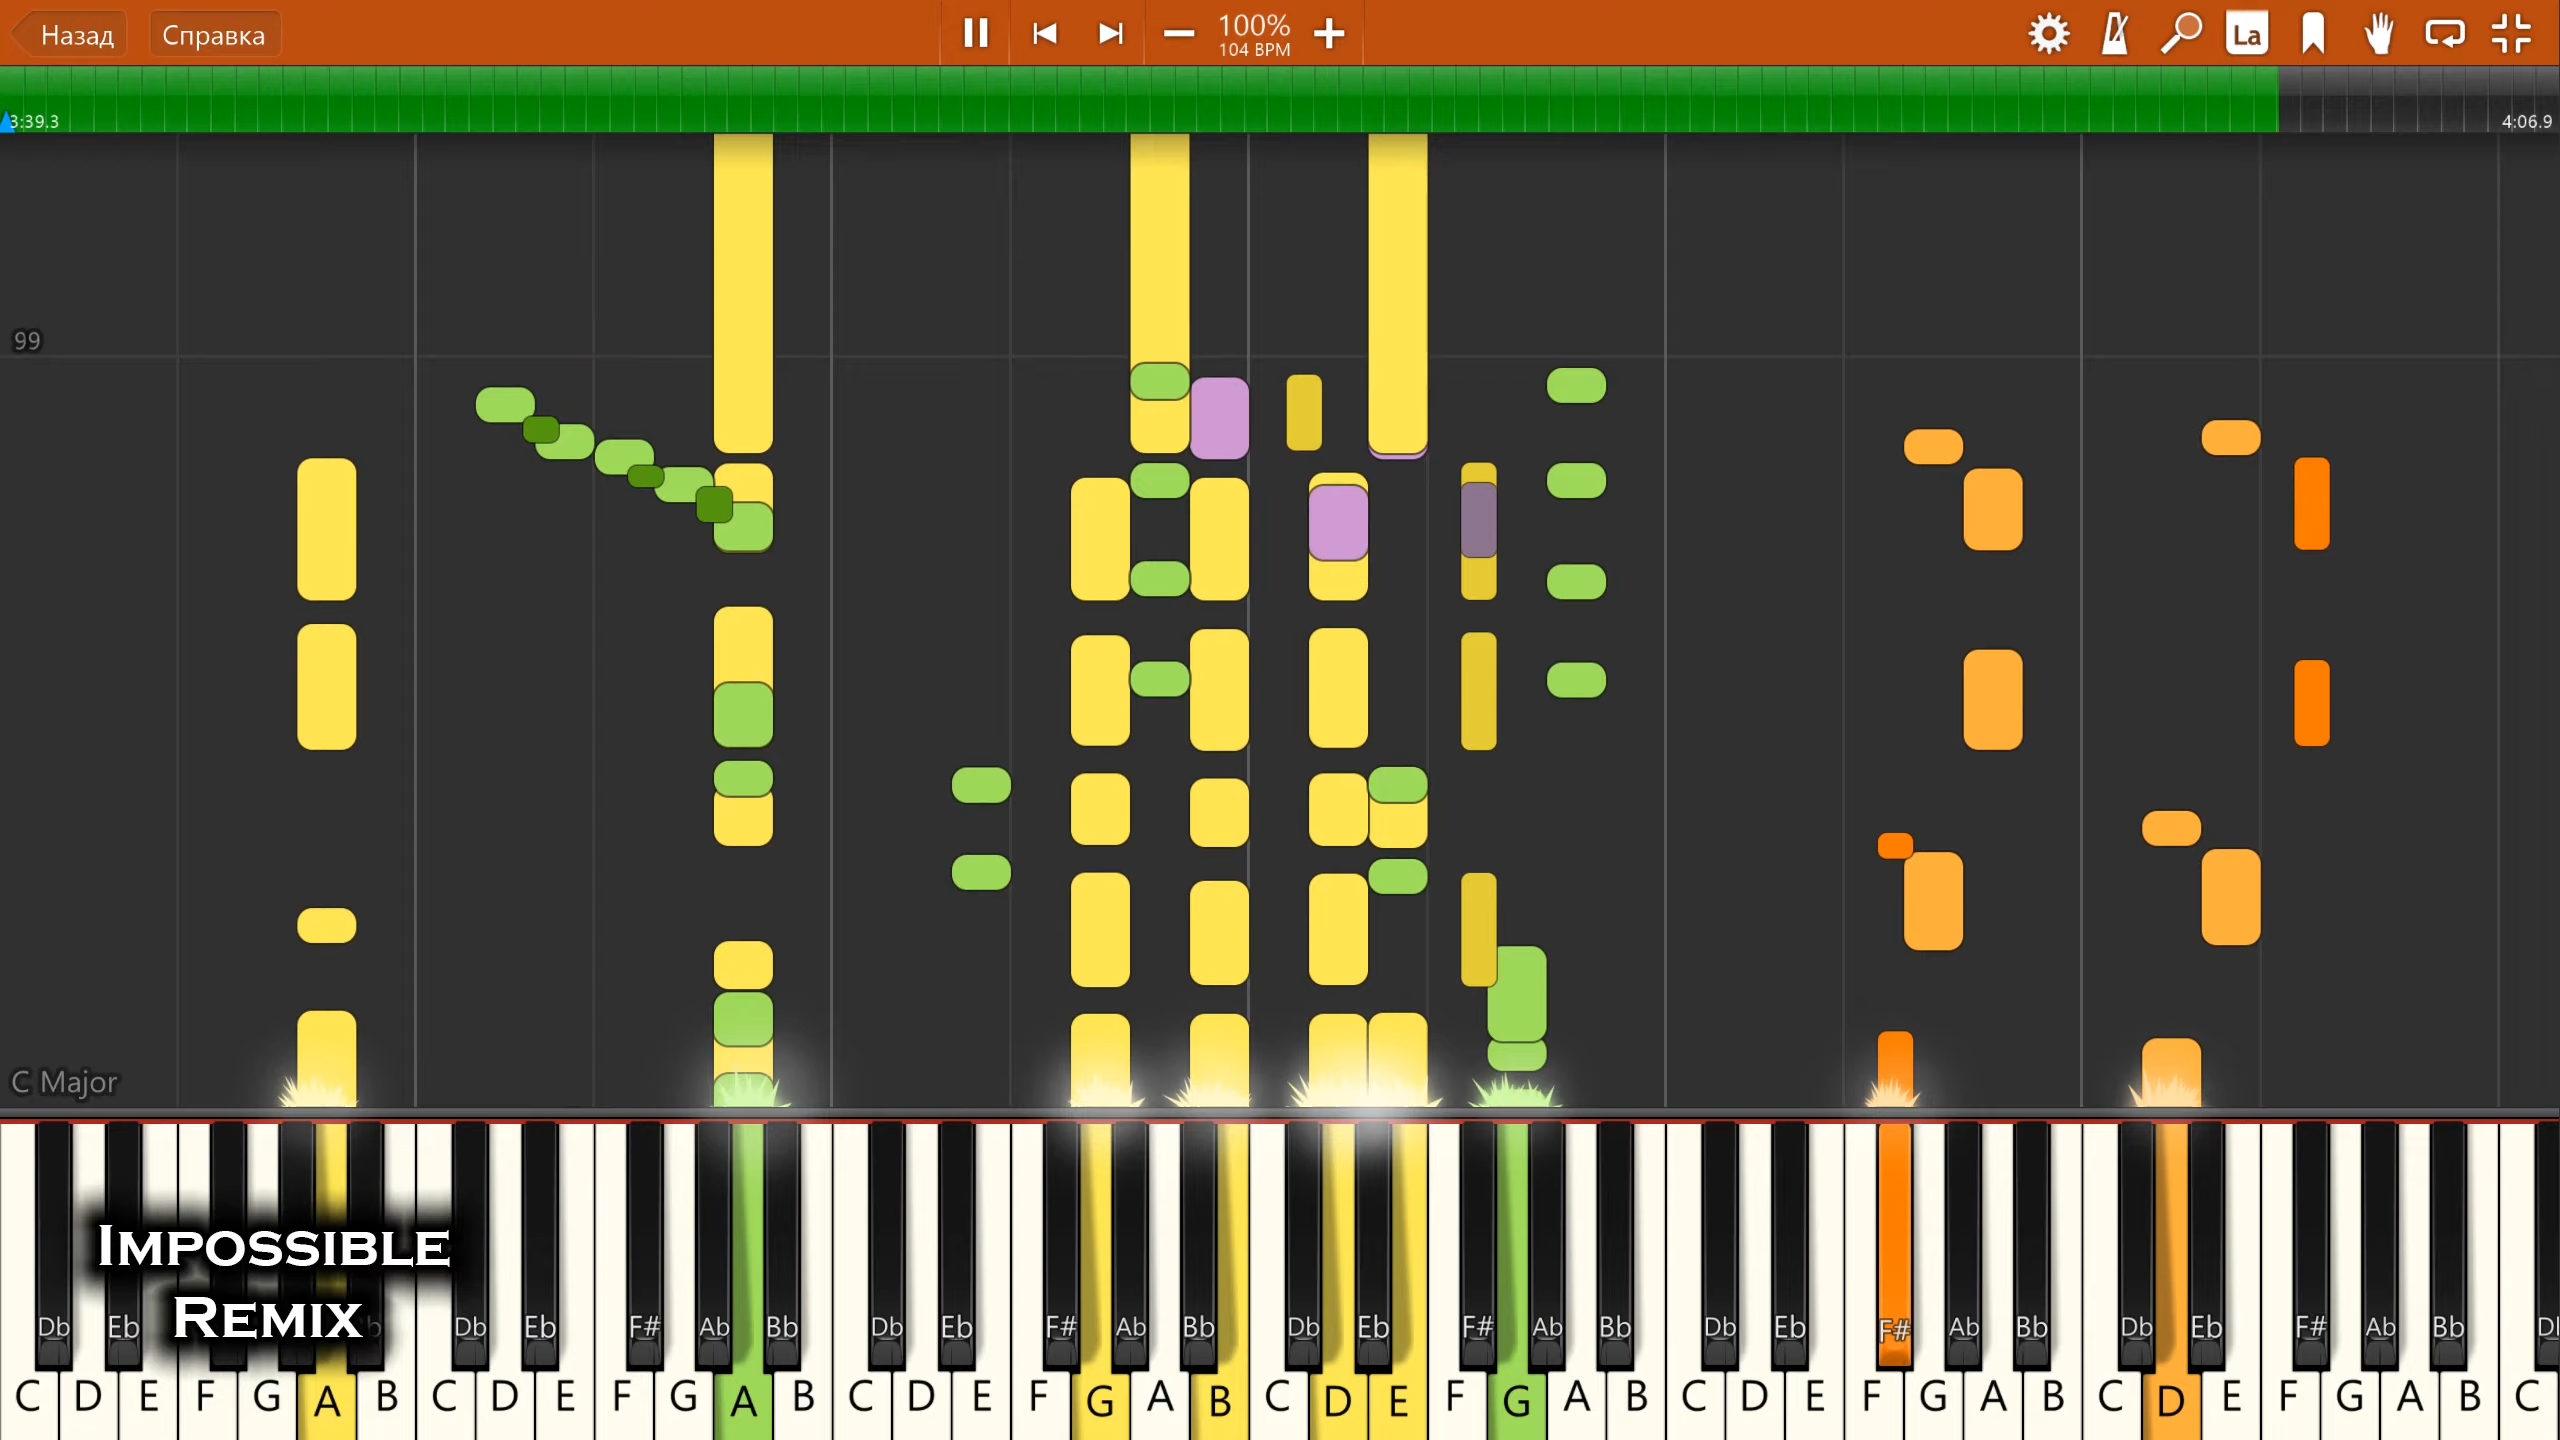 Назад Справка 100%
104 BPM
La
3:39.3 4:06.9
99
C Major
Impossible
Remix
Db Eb Db Eb F# Ab Bb Db Eb F# Ab Bb Db Eb F# Ab Bb Db Eb F# Ab Bb Db Eb F# Ab Bb
C D E F G A B C D E F G A B C D E F G A B C D E F G A B C D E F G A B C D E F G A B C